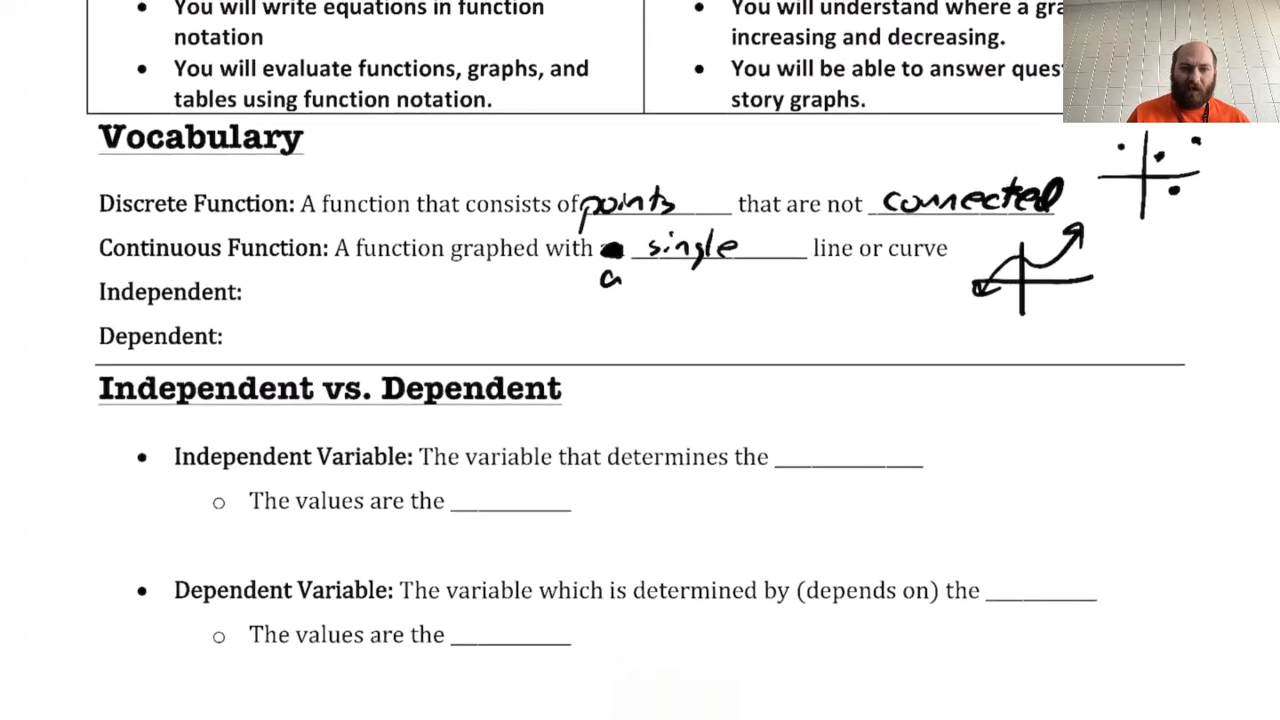 • You will write equations in function
notation
• You will evaluate functions, graphs, and
tables using function notation.
• You will understand where a gra
increasing and decreasing.
• You will be able to answer ques
story graphs.
Vocabulary
Discrete Function: A function that consists of points that are not connected
Continuous Function: A function graphed with a single line or curve
Independent:
Dependent:
Independent vs. Dependent
• Independent Variable: The variable that determines the ____________
o The values are the __________
• Dependent Variable: The variable which is determined by (depends on) the _________
o The values are the __________